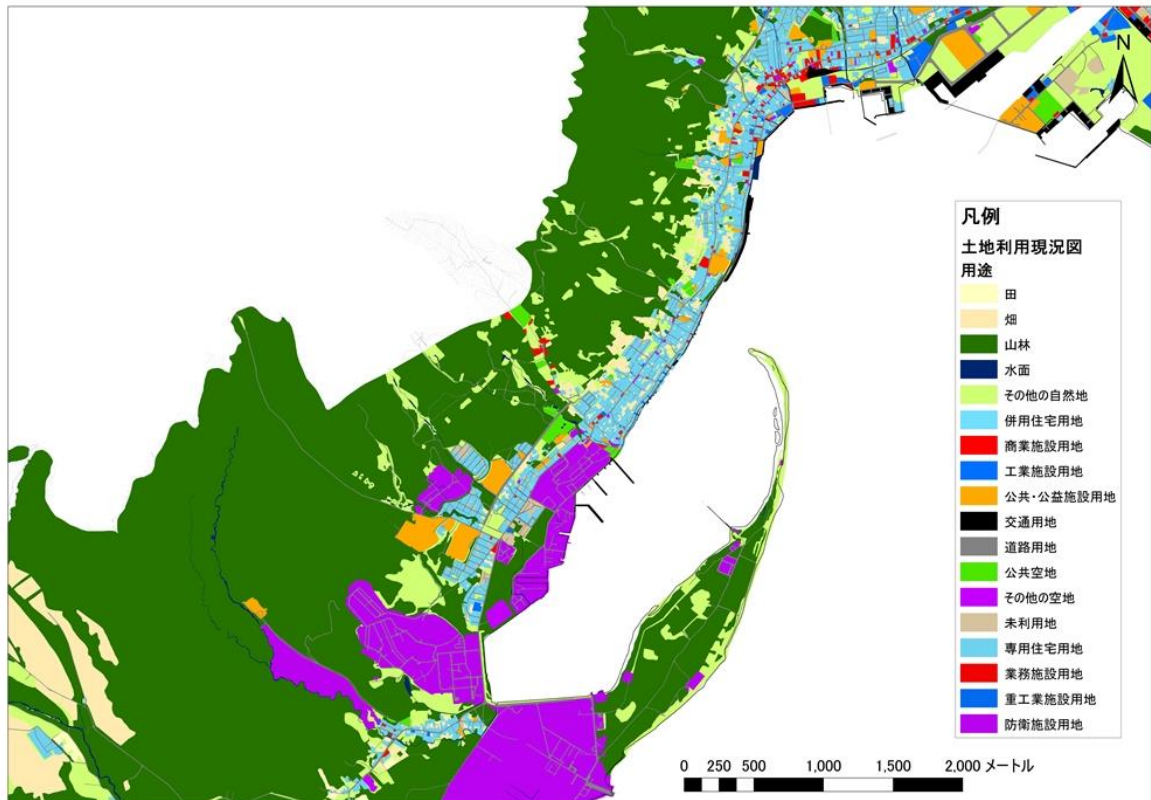 N
凡例
土地利用現況図
用途
田
畑
山林
水面
その他の自然地
併用住宅用地
商業施設用地
工業施設用地
公共・公益施設用地
交通用地
道路用地
公共空地
その他の空地
未利用地
専用住宅用地
業務施設用地
重工業施設用地
防衛施設用地
0 250 500 1,000 1,500 2,000 メートル